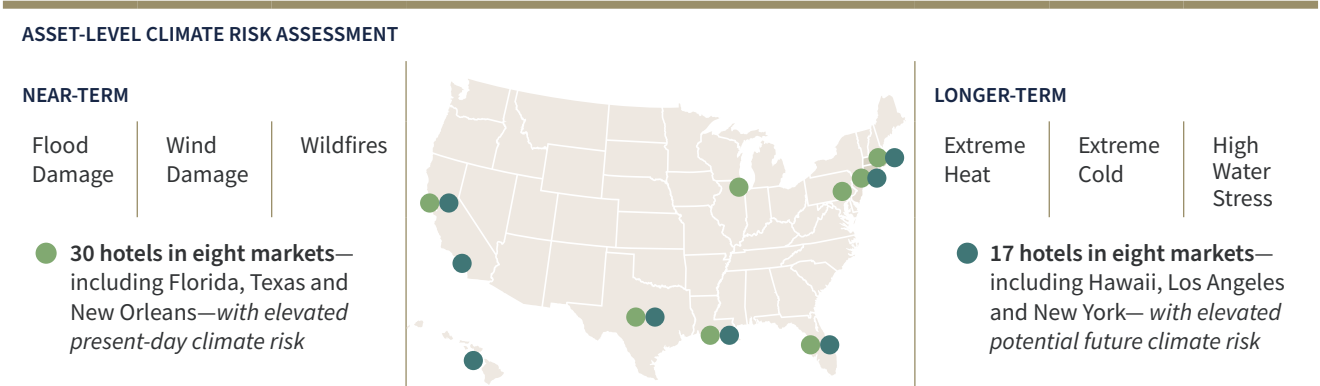 ASSET-LEVEL CLIMATE RISK ASSESSMENT
NEAR-TERM
Flood
Damage
Wind
Damage
Wildfires
30 hotels in eight markets—
including Florida, Texas and
New Orleans—with elevated
present-day climate risk
LONGER-TERM
Extreme
Heat
Extreme
Cold
High
Water
Stress
17 hotels in eight markets—
including Hawaii, Los Angeles
and New York— with elevated
potential future climate risk